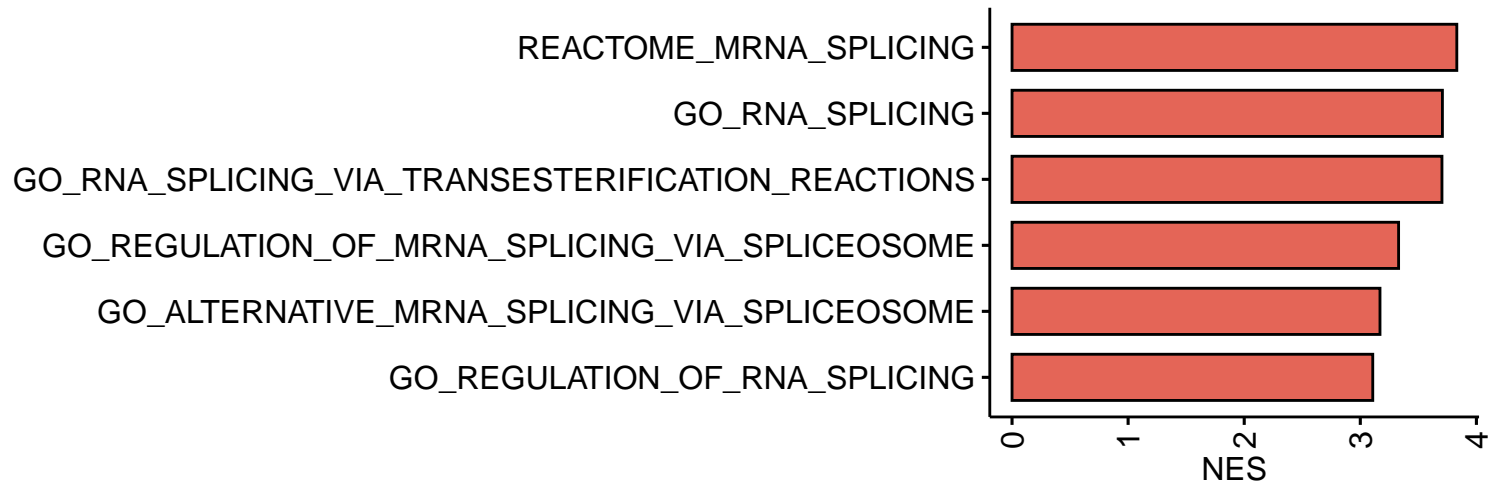 REACTOME_MRNA_SPLICING
GO_RNA_SPLICING
GO_RNA_SPLICING_VIA_TRANSESTERIFICATION_REACTIONS
GO_REGULATION_OF_MRNA_SPLICING_VIA_SPLICEOSOME
GO_ALTERNATIVE_MRNA_SPLICING_VIA_SPLICEOSOME
GO_REGULATION_OF_RNA_SPLICING
0 1 2 3 4
NES